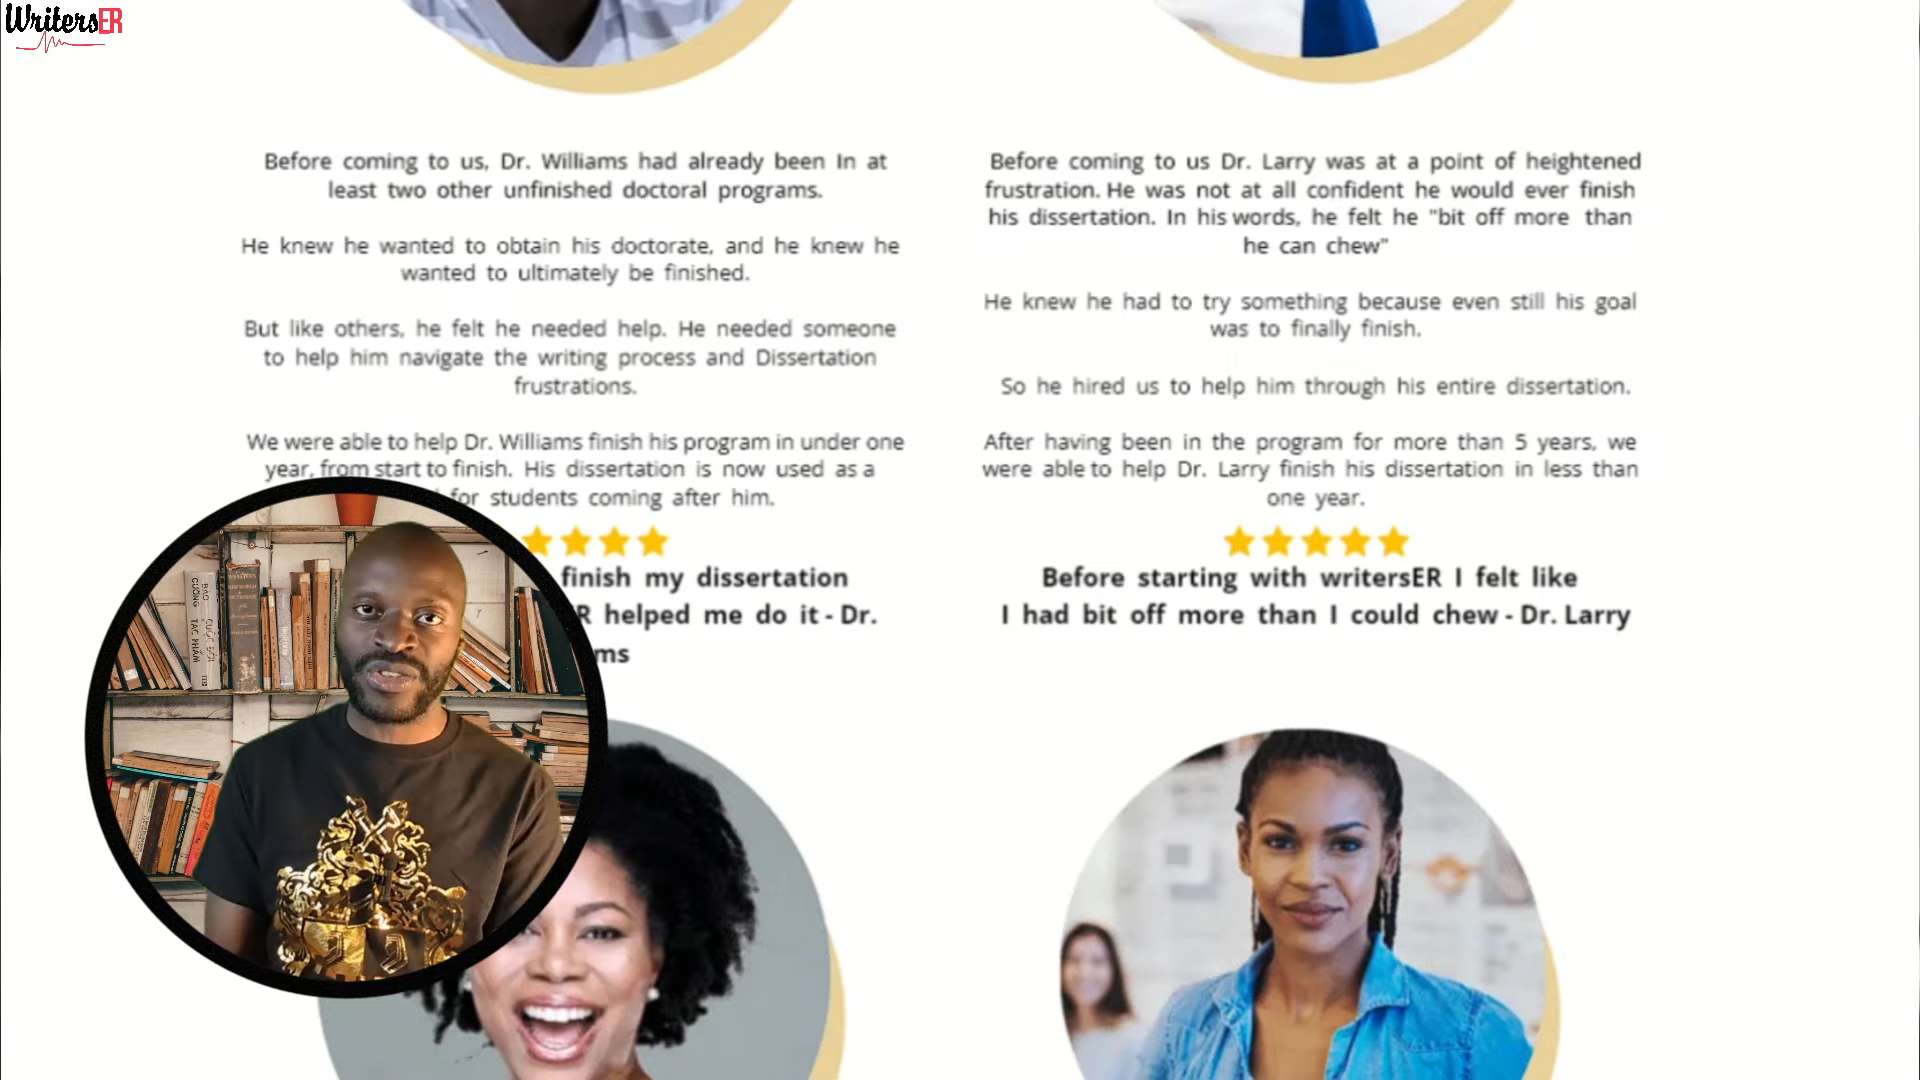 WritersER
Before coming to us, Dr. Williams had already been In at
least two other unfinished doctoral programs.
He knew he wanted to obtain his doctorate, and he knew he
wanted to ultimately be finished.
But like others, he felt he needed help. He needed someone
to help him navigate the writing process and Dissertation
frustrations.
We were able to help Dr. Williams finish his program in under one
year, from start to finish. His dissertation is now used as a
for students coming after him.
finish my dissertation
R helped me do it - Dr.
ms
Before coming to us Dr. Larry was at a point of heightened
frustration. He was not at all confident he would ever finish
his dissertation. In his words, he felt he "bit off more than
he can chew"
He knew he had to try something because even still his goal
was to finally finish.
So he hired us to help him through his entire dissertation.
After having been in the program for more than 5 years, we
were able to help Dr. Larry finish his dissertation in less than
one year.
Before starting with writersER I felt like
I had bit off more than I could chew - Dr. Larry